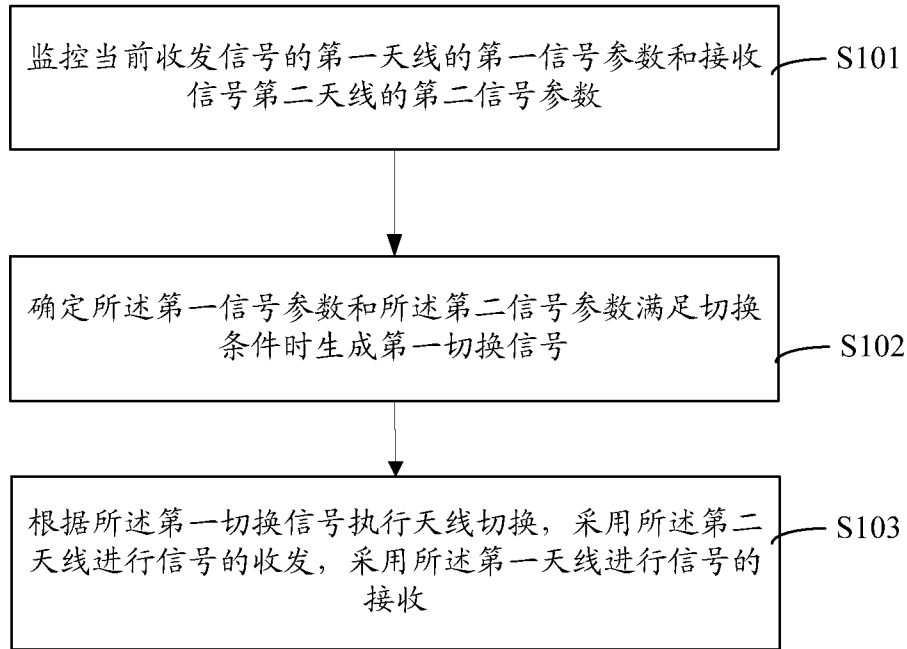 监控当前收发信号的第一天线的第一信号参数和接收
信号第二天线的第二信号参数
S101
确定所述第一信号参数和所述第二信号参数满足切换
条件时生成第一切换信号
S102
根据所述第一切换信号执行天线切换，采用所述第二
天线进行信号的收发，采用所述第一天线进行信号的
接收
S103